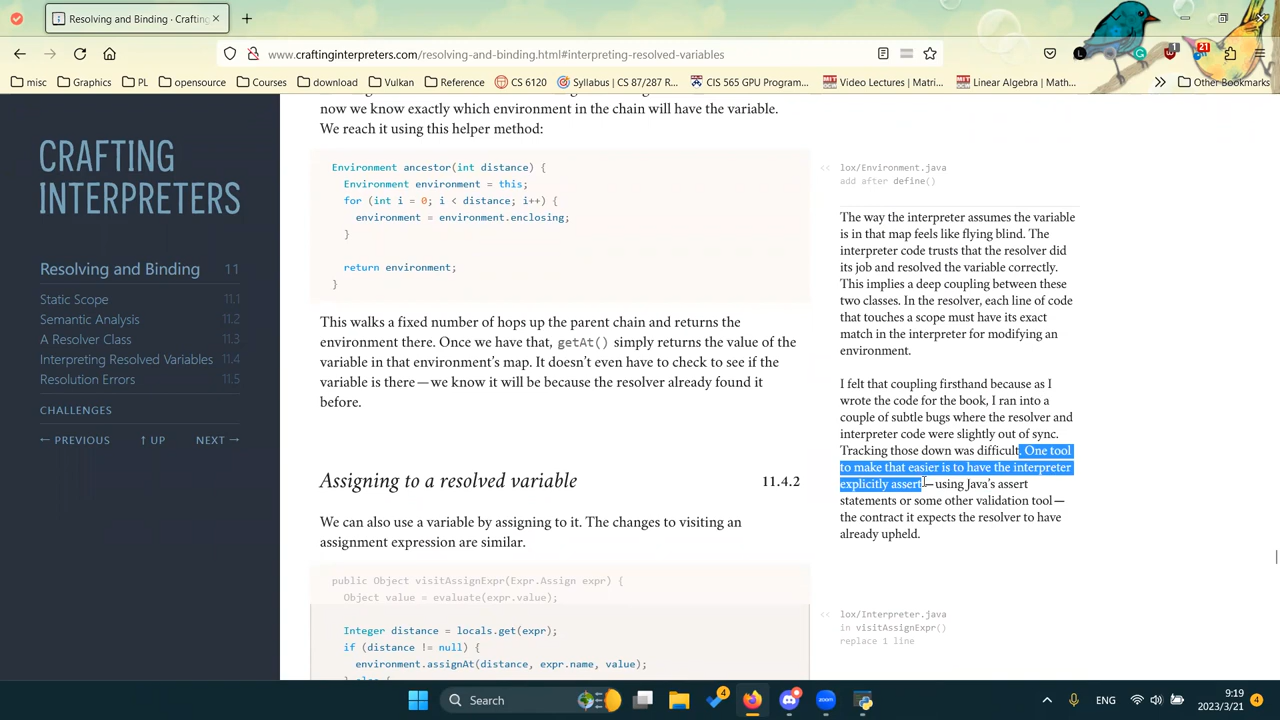 Resolving and Binding · Crafting
www.craftinginterpreters.com/resolving-and-binding.html#interpreting-resolved-variables
1
21
misc
Graphics
PL
opensource
Courses
download
Vulkan
Reference
CS 6120
Syllabus | CS 87/287 R...
CIS 565 GPU Program...
Video Lectures | Matri...
Linear Algebra | Math...
Other Bookmarks
CRAFTING
INTERPRETERS
Resolving and Binding 11
Static Scope 11.1
Semantic Analysis 11.2
A Resolver Class 11.3
Interpreting Resolved Variables 11.4
Resolution Errors 11.5
CHALLENGES
← PREVIOUS ↑ UP NEXT →
now we know exactly which environment in the chain will have the variable.
We reach it using this helper method:
Environment ancestor(int distance) {
Environment environment = this;
for (int i = 0; i < distance; i++) {
environment = environment.enclosing;
}
return environment;
}
This walks a fixed number of hops up the parent chain and returns the
environment there. Once we have that, getAt() simply returns the value of the
variable in that environment's map. It doesn't even have to check to see if the
variable is there—we know it will be because the resolver already found it
before.
Assigning to a resolved variable 11.4.2
We can also use a variable by assigning to it. The changes to visiting an
assignment expression are similar.
public Object visitAssignExpr(Expr.Assign expr) {
Object value = evaluate(expr.value);
Integer distance = locals.get(expr);
if (distance != null) {
environment.assignAt(distance, expr.name, value);
<< lox/Environment.java
add after define()
The way the interpreter assumes the variable
is in that map feels like flying blind. The
interpreter code trusts that the resolver did
its job and resolved the variable correctly.
This implies a deep coupling between these
two classes. In the resolver, each line of code
that touches a scope must have its exact
match in the interpreter for modifying an
environment.
I felt that coupling firsthand because as I
wrote the code for the book, I ran into a
couple of subtle bugs where the resolver and
interpreter code were slightly out of sync.
Tracking those down was difficult. One tool
to make that easier is to have the interpreter
explicitly assert—using Java's assert
statements or some other validation tool—
the contract it expects the resolver to have
already upheld.
<< lox/Interpreter.java
in visitAssignExpr()
replace 1 line
Search
4
zoom
ENG
9:19
2023/3/21
4